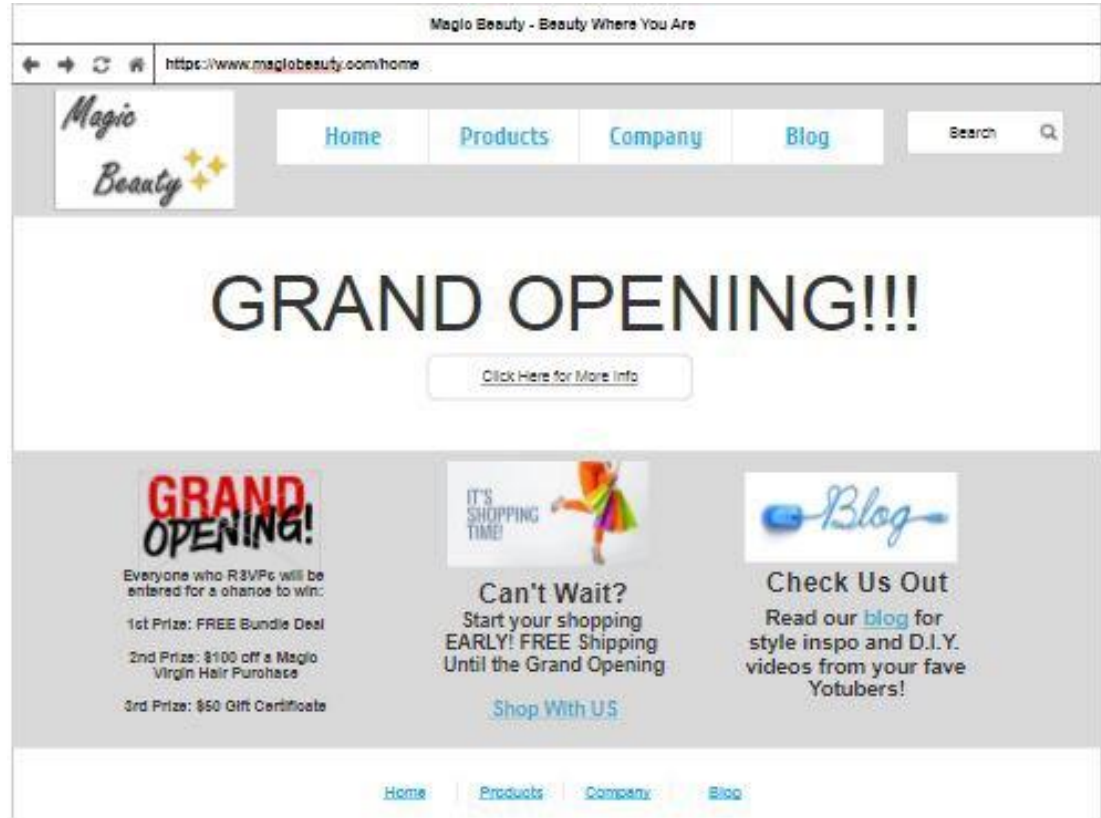 Magic Beauty - Beauty Where You Are
https://www.magicbeauty.com/home
Magic
Beauty
Home Products Company Blog
Search
GRAND OPENING!!!
Click Here for More Info
GRAND
OPENING!
Everyone who RSVPs will be
entered for a chance to win:
1st Prize: FREE Bundle Deal
2nd Prize: $100 off a Magic
Virgin Hair Purchase
3rd Prize: $50 Gift Certificate
IT'S
SHOPPING
TIME!
Can't Wait?
Start your shopping
EARLY! FREE Shipping
Until the Grand Opening
Shop With US
Blog
Check Us Out
Read our blog for
style inspo and D.I.Y.
videos from your fave
Yotubers!
Home Products Company Blog